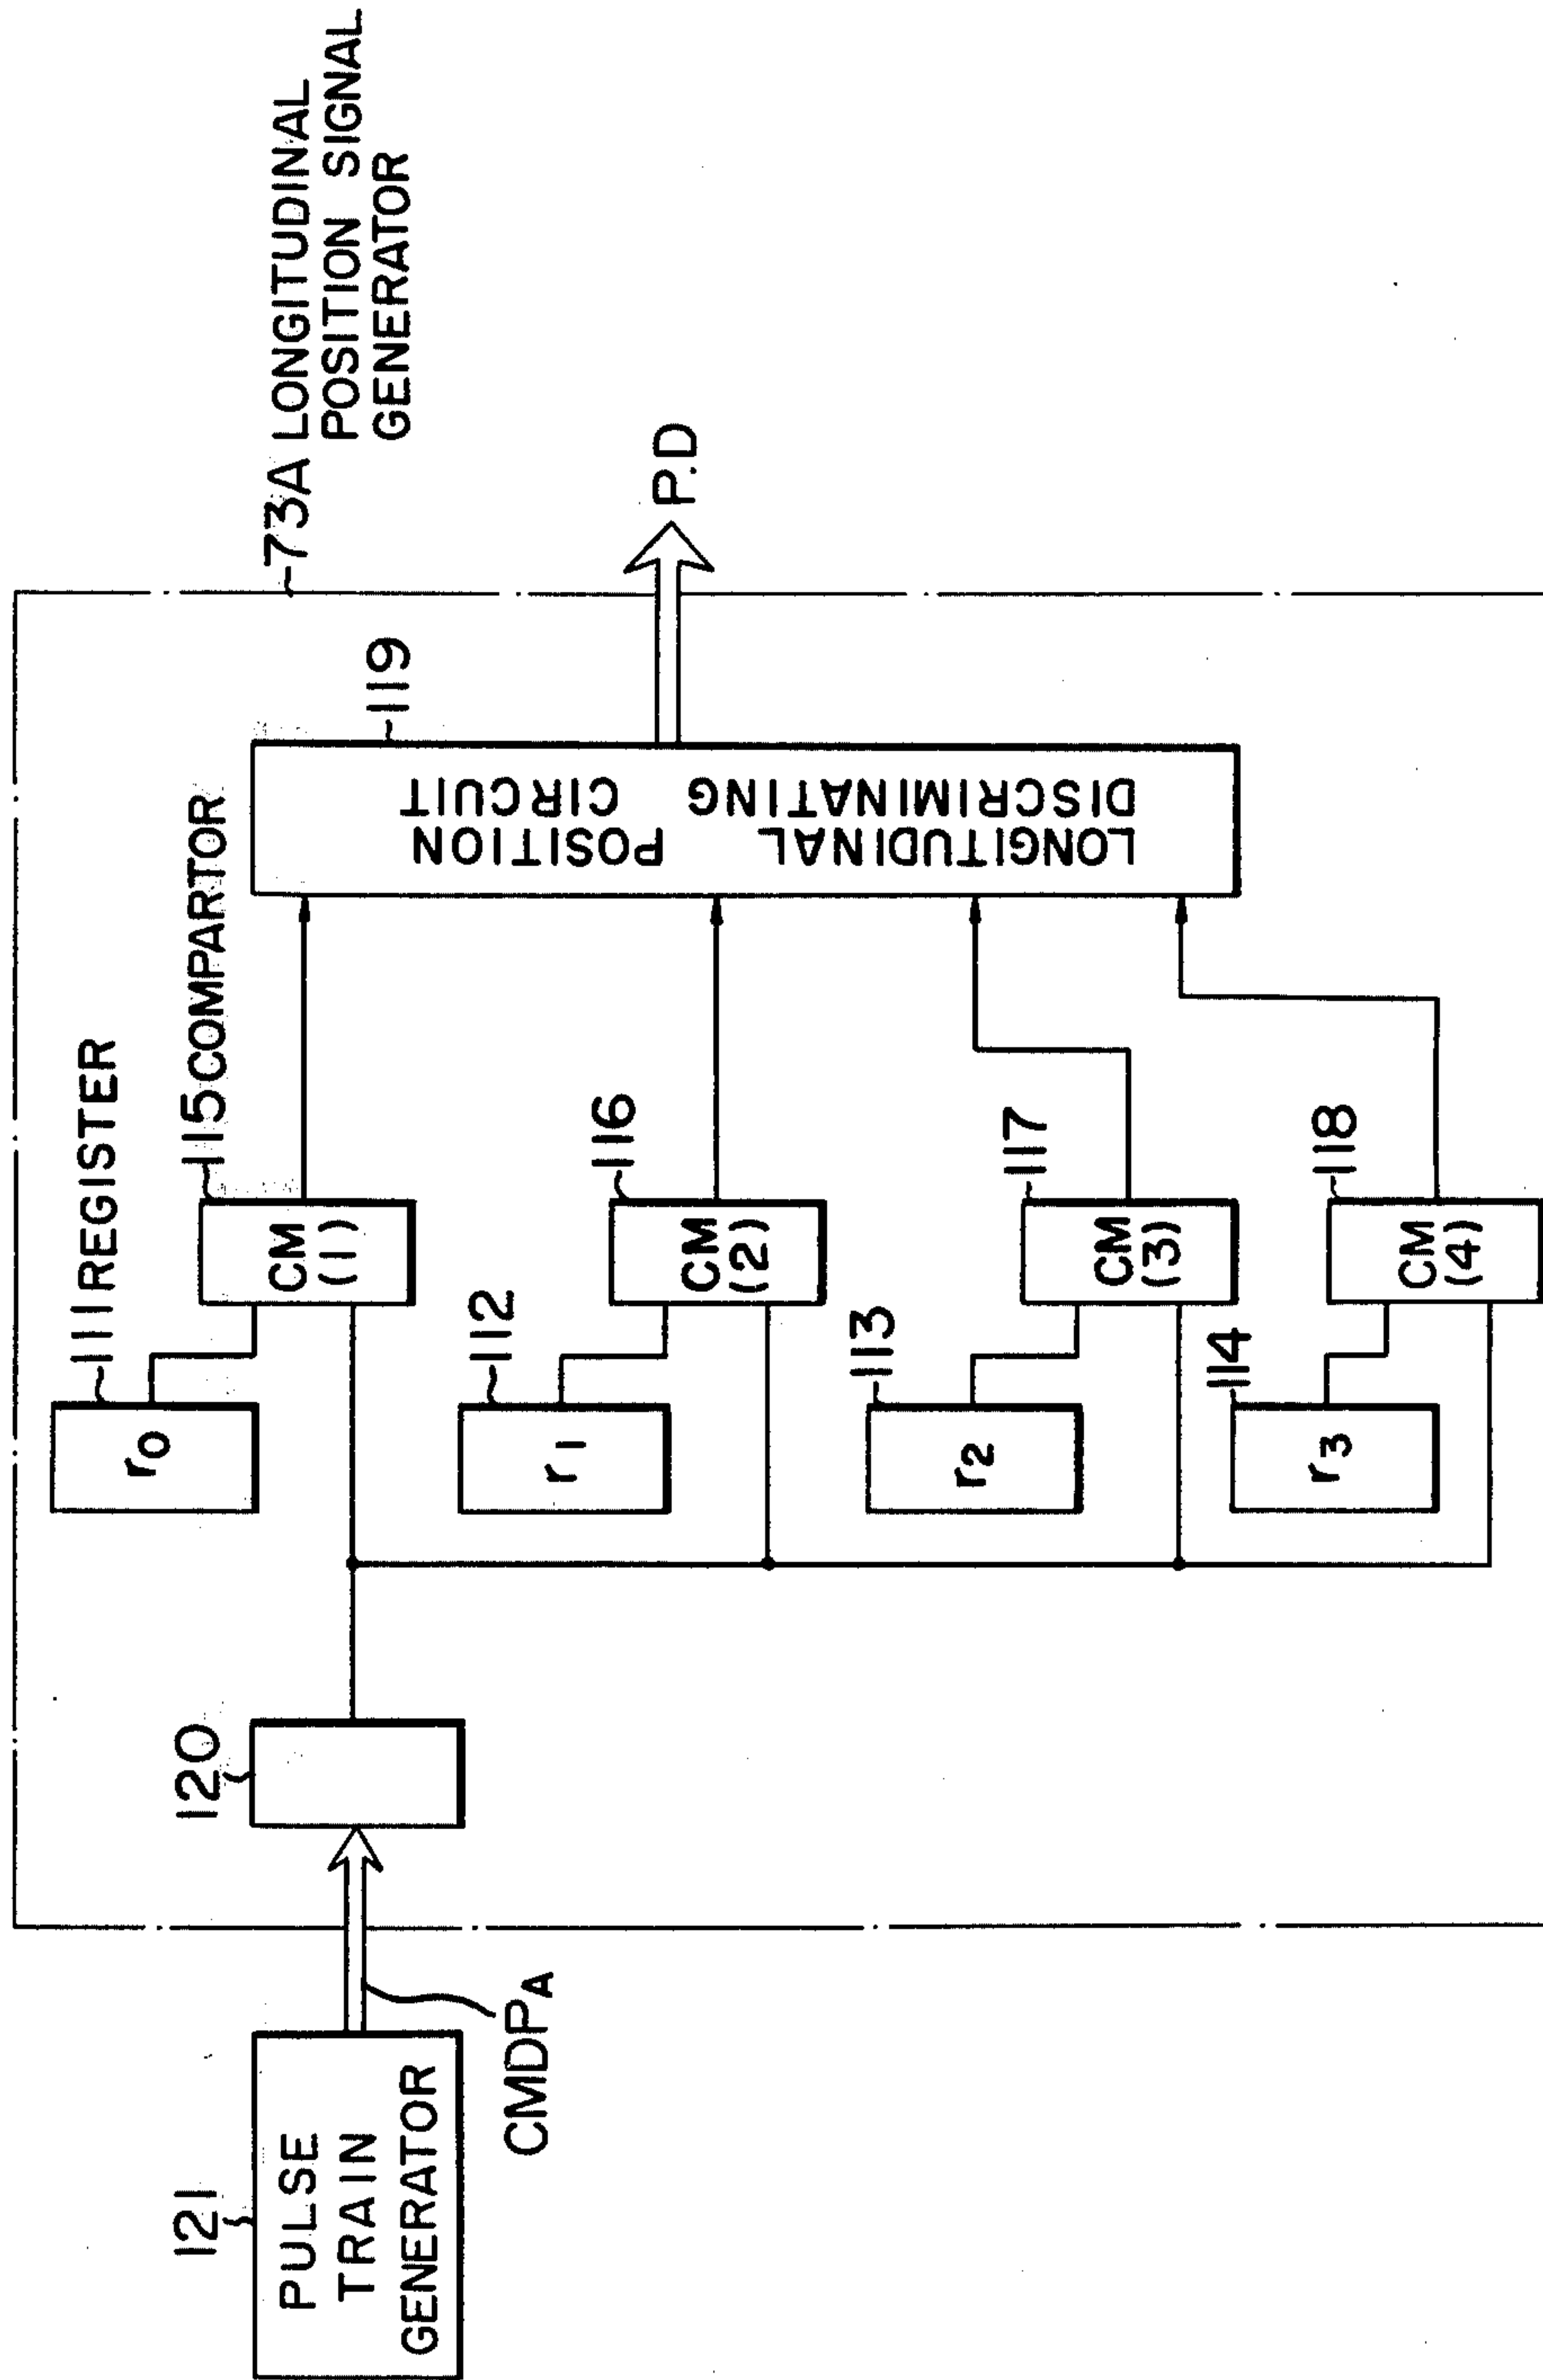 73A LONGITUDINAL
POSITION SIGNAL
GENERATOR
111 REGISTER
115 COMPARTOR
119
P.D
121
PULSE
TRAIN
GENERATOR
CMDPA
120
r0
CM
(1)
LONGITUDINAL POSITION
DISCRIMINATING CIRCUIT
112
r1
116
CM
(2)
113
r2
117
CM
(3)
114
r3
118
CM
(4)